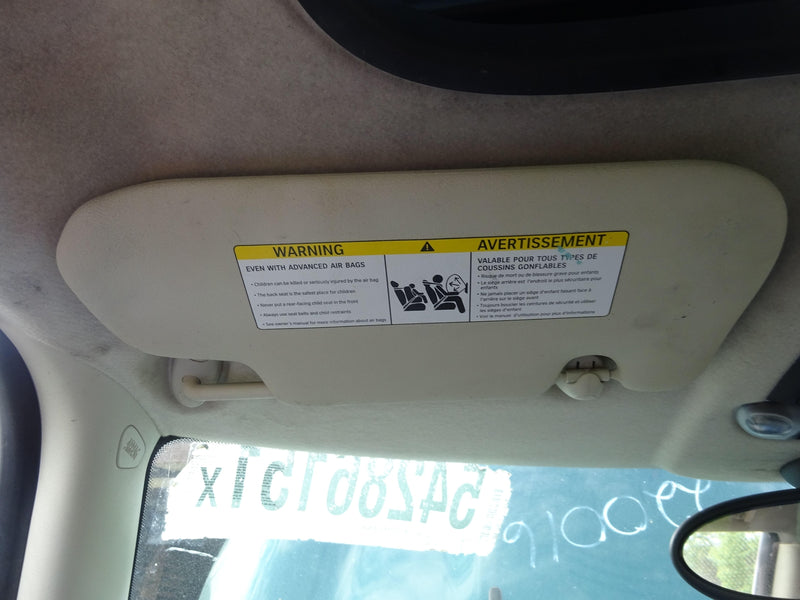 WARNING
EVEN WITH ADVANCED AIR BAGS
• Children can be killed or seriously injured by the air bag
• The back seat is the safest place for children
• Never put a rear-facing child seat in the front
• Always use seat belts and child restraints
• See owner's manual for more information about air bags
AVERTISSEMENT
VALABLE POUR TOUS TYPES DE
COUSSINS GONFLABLES
• Risque de mort ou de blessure grave pour enfants
• Le siège arrière est l'endroit le plus sécuritaire pour
enfants
• Ne jamais placer un siège d'enfant faisant face à
l'arrière sur le siège avant
• Toujours boucler les ceintures de sécurité et utiliser
les sièges d'enfant
• Voir le manuel d'utilisation pour plus d'informations